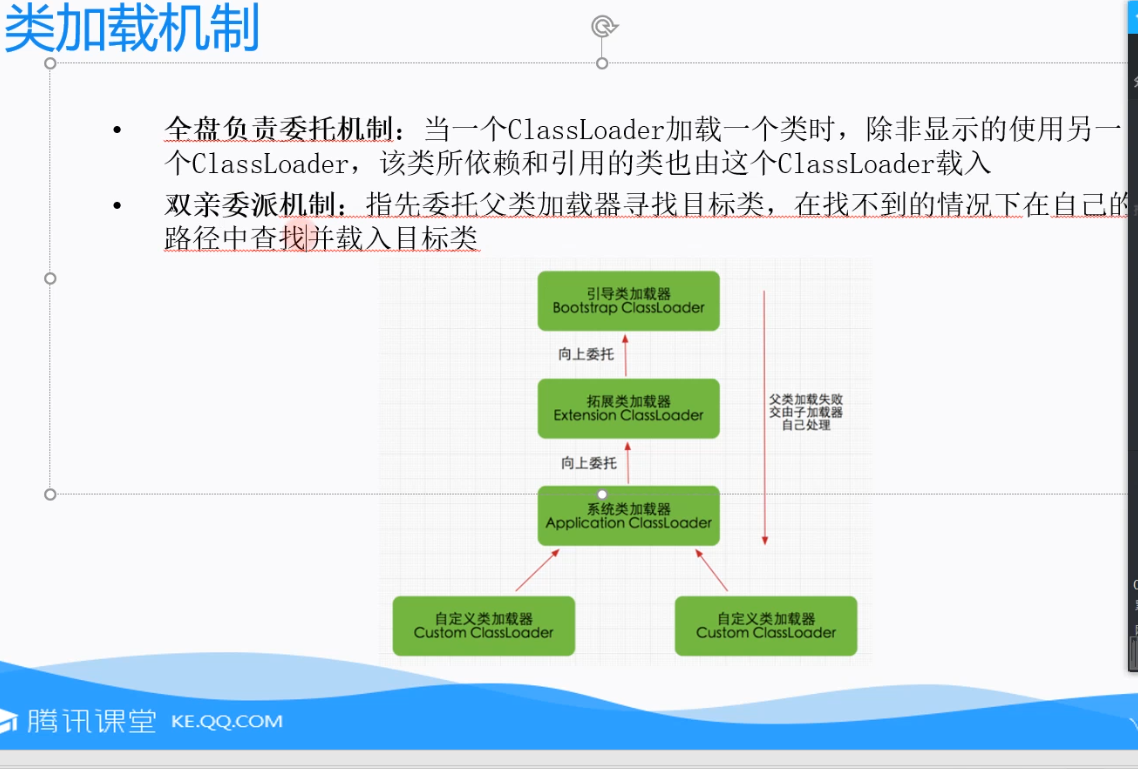 类加载机制
• 全盘负责委托机制：当一个ClassLoader加载一个类时，除非显示的使用另一
个ClassLoader，该类所依赖和引用的类也由这个ClassLoader载入
• 双亲委派机制：指先委托父类加载器寻找目标类，在找不到的情况下在自己的
路径中查找并载入目标类
引导类加载器
Bootstrap ClassLoader
向上委托
拓展类加载器
Extension ClassLoader
父类加载失败
交由子加载器
自己处理
向上委托
系统类加载器
Application ClassLoader
自定义类加载器
Custom ClassLoader
自定义类加载器
Custom ClassLoader
腾讯课堂 KE.QQ.COM